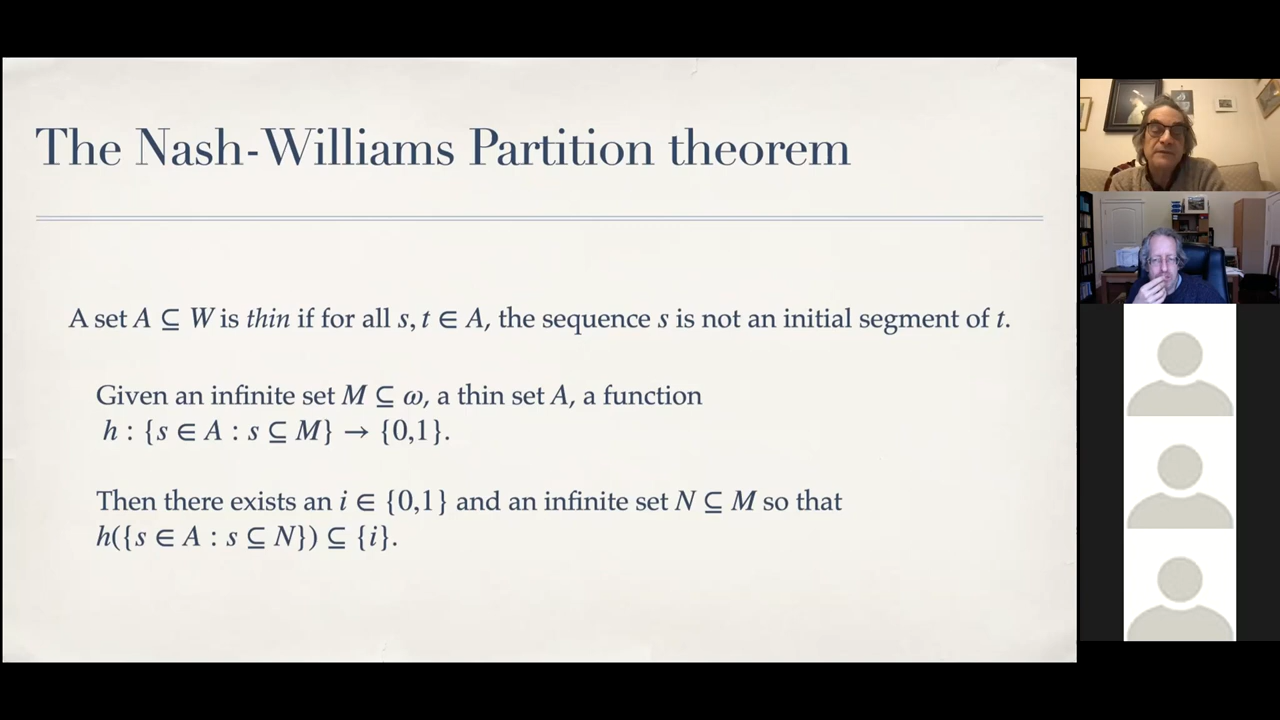 The Nash-Williams Partition theorem
A set A ⊆ W is thin if for all s, t ∈ A, the sequence s is not an initial segment of t.
Given an infinite set M ⊆ ω, a thin set A, a function
h : {s ∈ A : s ⊆ M} → {0,1}.
Then there exists an i ∈ {0,1} and an infinite set N ⊆ M so that
h({s ∈ A : s ⊆ N}) ⊆ {i}.